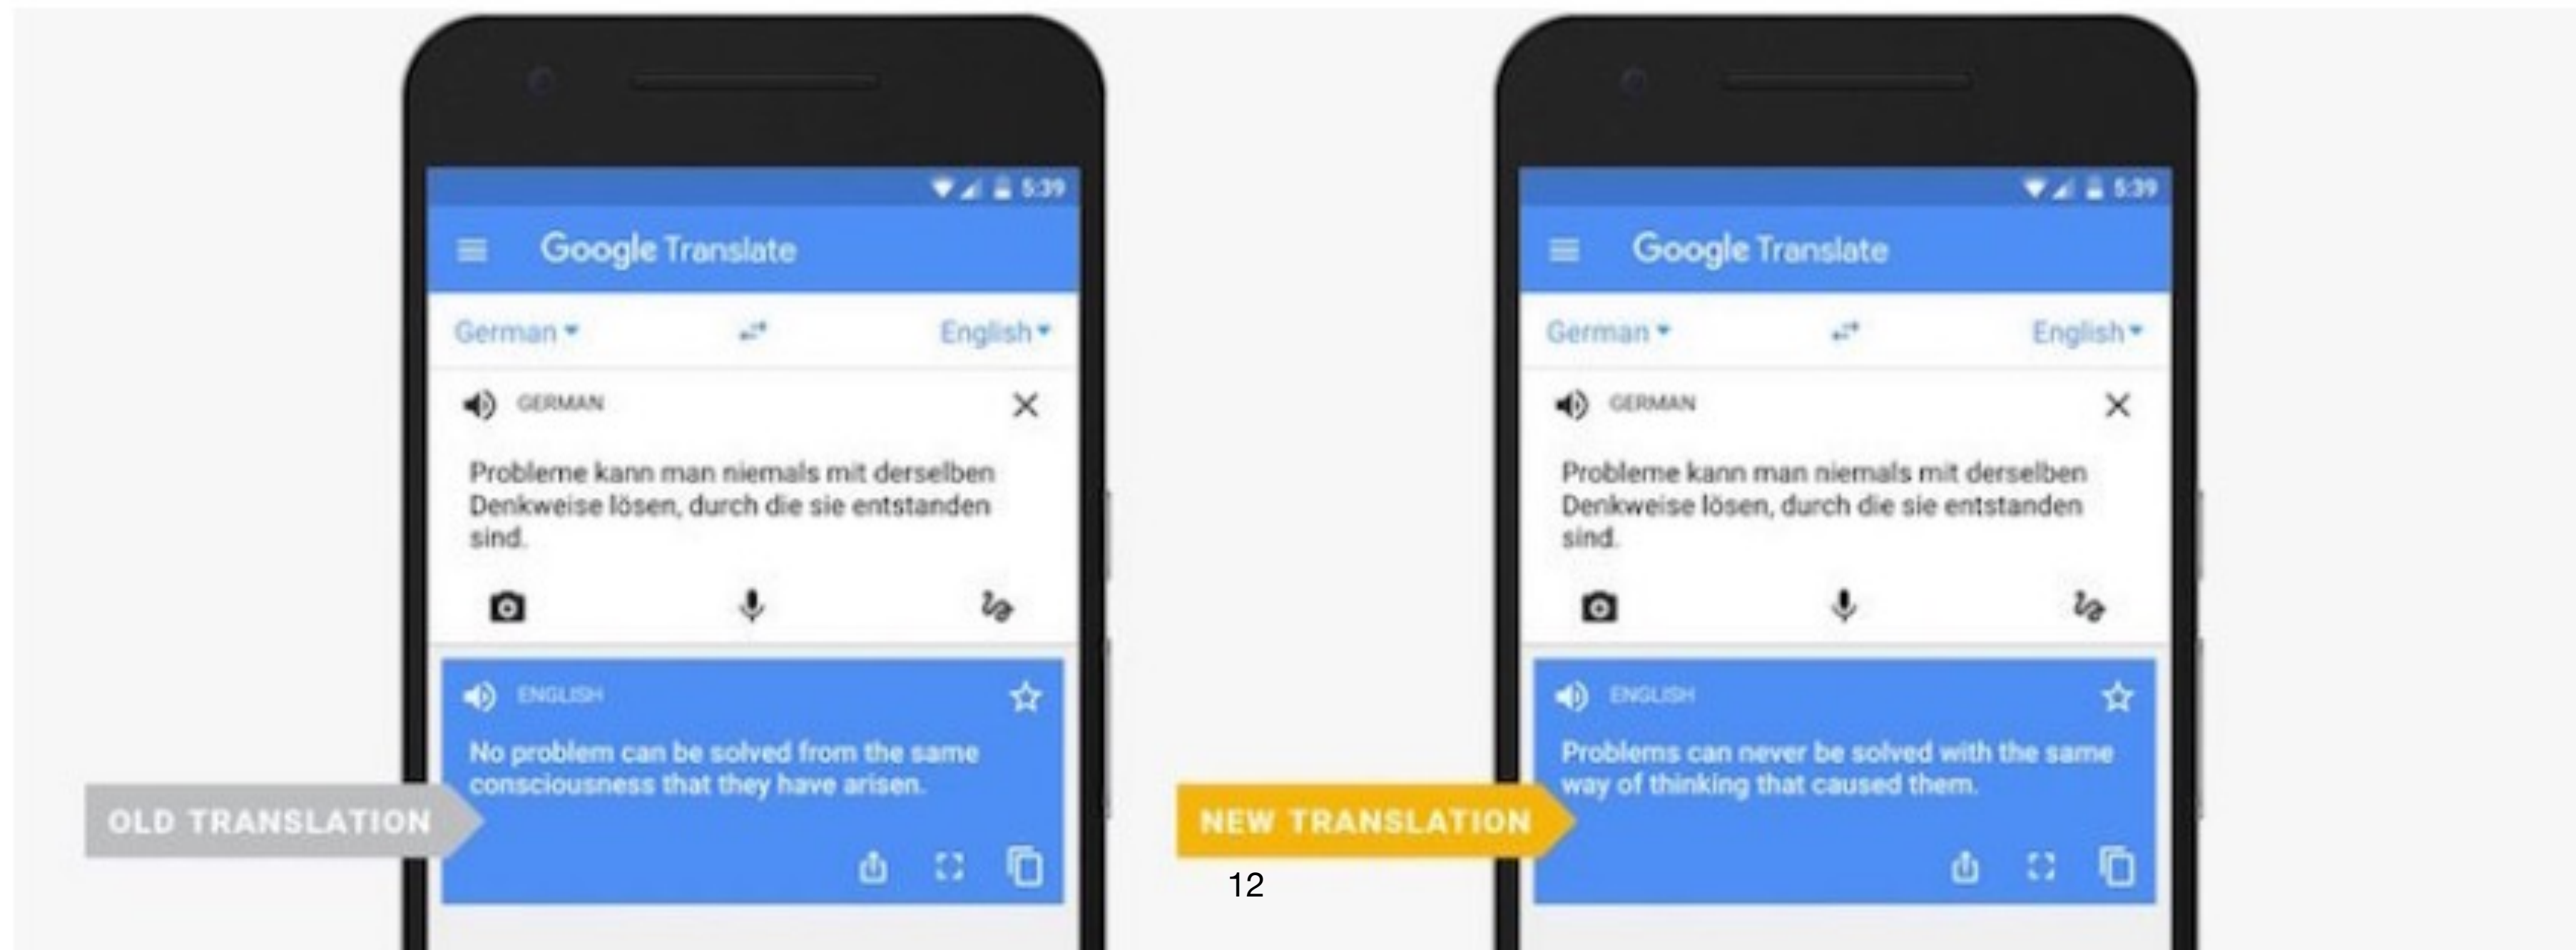 5:39
Google Translate
German
English
GERMAN
Probleme kann man niemals mit derselben
Denkweise lösen, durch die sie entstanden
sind.
ENGLISH
No problem can be solved from the same
consciousness that they have arisen.
OLD TRANSLATION
5:39
Google Translate
German
English
GERMAN
Probleme kann man niemals mit derselben
Denkweise lösen, durch die sie entstanden
sind.
ENGLISH
Problems can never be solved with the same
way of thinking that caused them.
NEW TRANSLATION
12